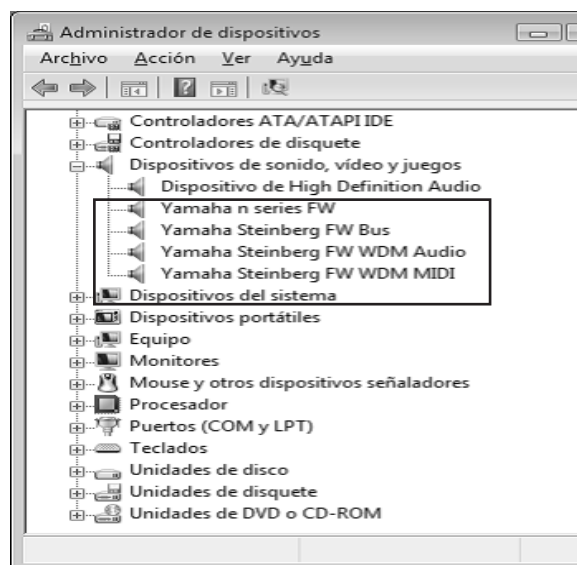 Administrador de dispositivos
Archivo Acción Ver Ayuda
Controladores ATA/ATAPI IDE
Controladores de disquete
Dispositivos de sonido, vídeo y juegos
Dispositivo de High Definition Audio
Yamaha n series FW
Yamaha Steinberg FW Bus
Yamaha Steinberg FW WDM Audio
Yamaha Steinberg FW WDM MIDI
Dispositivos del sistema
Dispositivos portátiles
Equipo
Monitores
Mouse y otros dispositivos señaladores
Procesador
Puertos (COM y LPT)
Teclados
Unidades de disco
Unidades de disquete
Unidades de DVD o CD-ROM